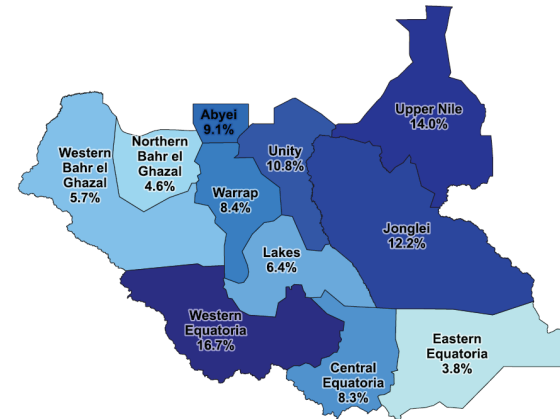 Upper Nile
14.0%
Abyei
9.1%
Northern
Bahr el
Ghazal
4.6%
Unity
10.8%
Western
Bahr el
Ghazal
5.7%
Warrap
8.4%
Jonglei
12.2%
Lakes
6.4%
Western
Equatoria
16.7%
Eastern
Equatoria
3.8%
Central
Equatoria
8.3%